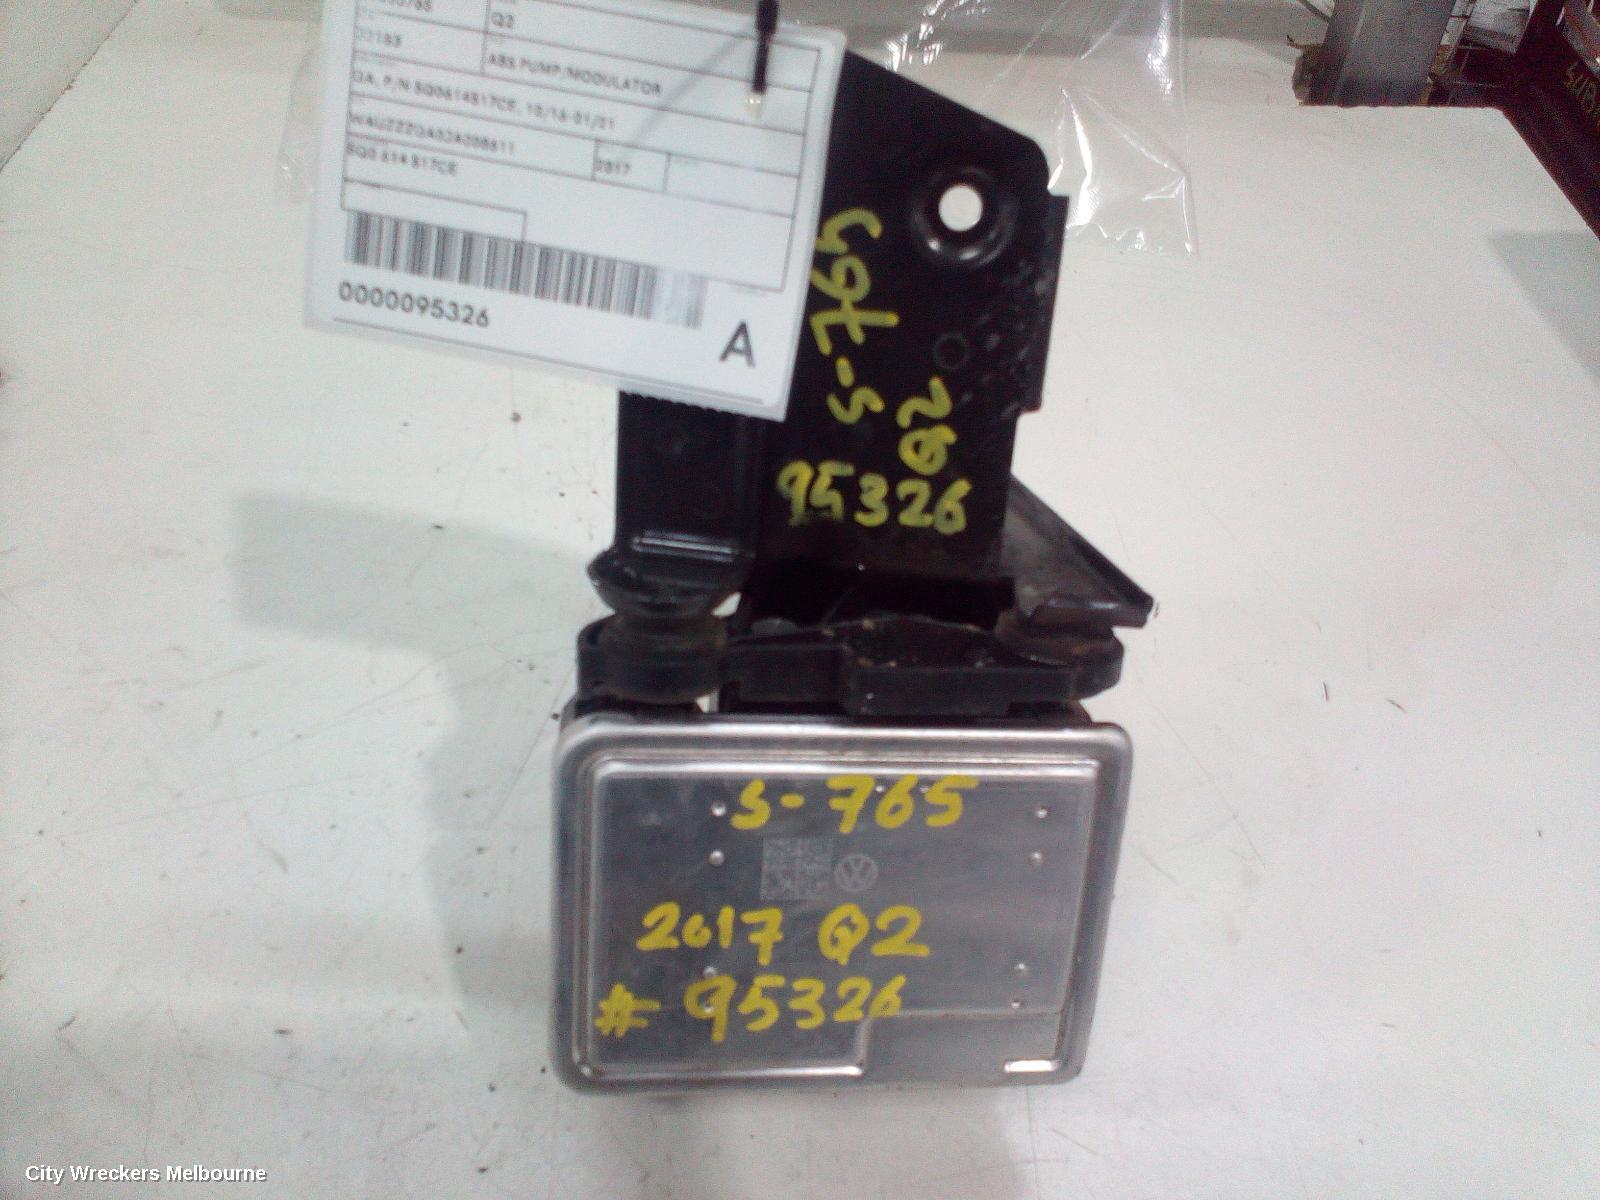 Q2
ABS PUMP/MODULATOR
GA, P/N 5Q0614517CE, 10/16-01/21
2017
5Q0 614 517CE
0000095326
A
S-765
Q2
95326
S-765
2017 Q2
# 95326
City Wreckers Melbourne